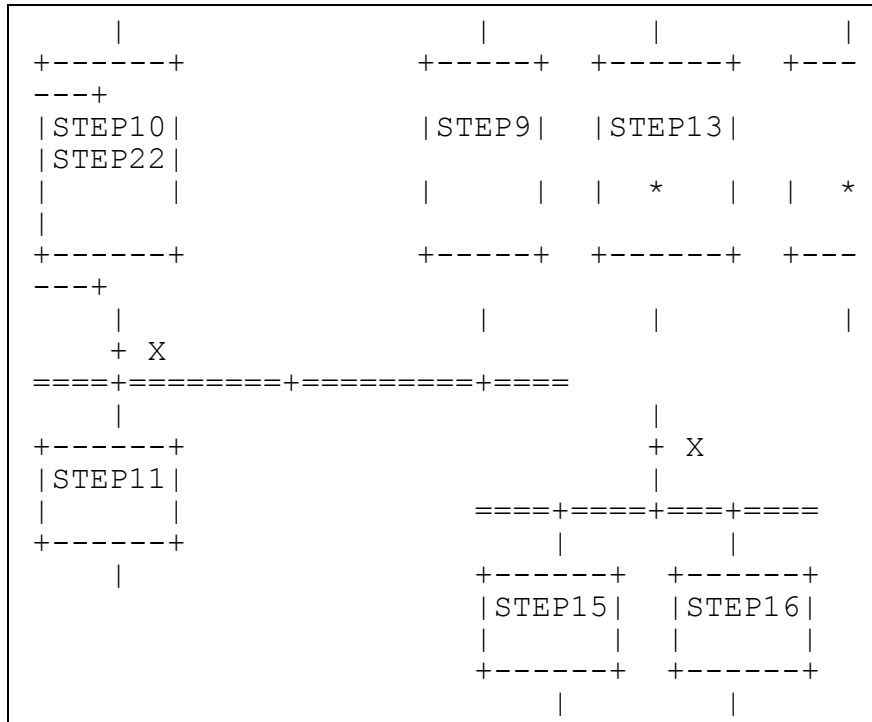 |                    |         |          |
+------+             +-----+  +------+  +---
---+
|STEP10|             |STEP9|  |STEP13|
|STEP22|
|      |             |     |  |  *   |  |  *
|
+------+             +-----+  +------+  +---
---+
     |                    |         |          |
     + X
====+========+=========+====
     |                              |
+------+                           + X
|STEP11|                           |
|      |                 ====+====+===+====
+------+                     |         |
     |                   +------+  +------+
                         |STEP15|  |STEP16|
                         |      |  |      |
                         +------+  +------+
                             |         |